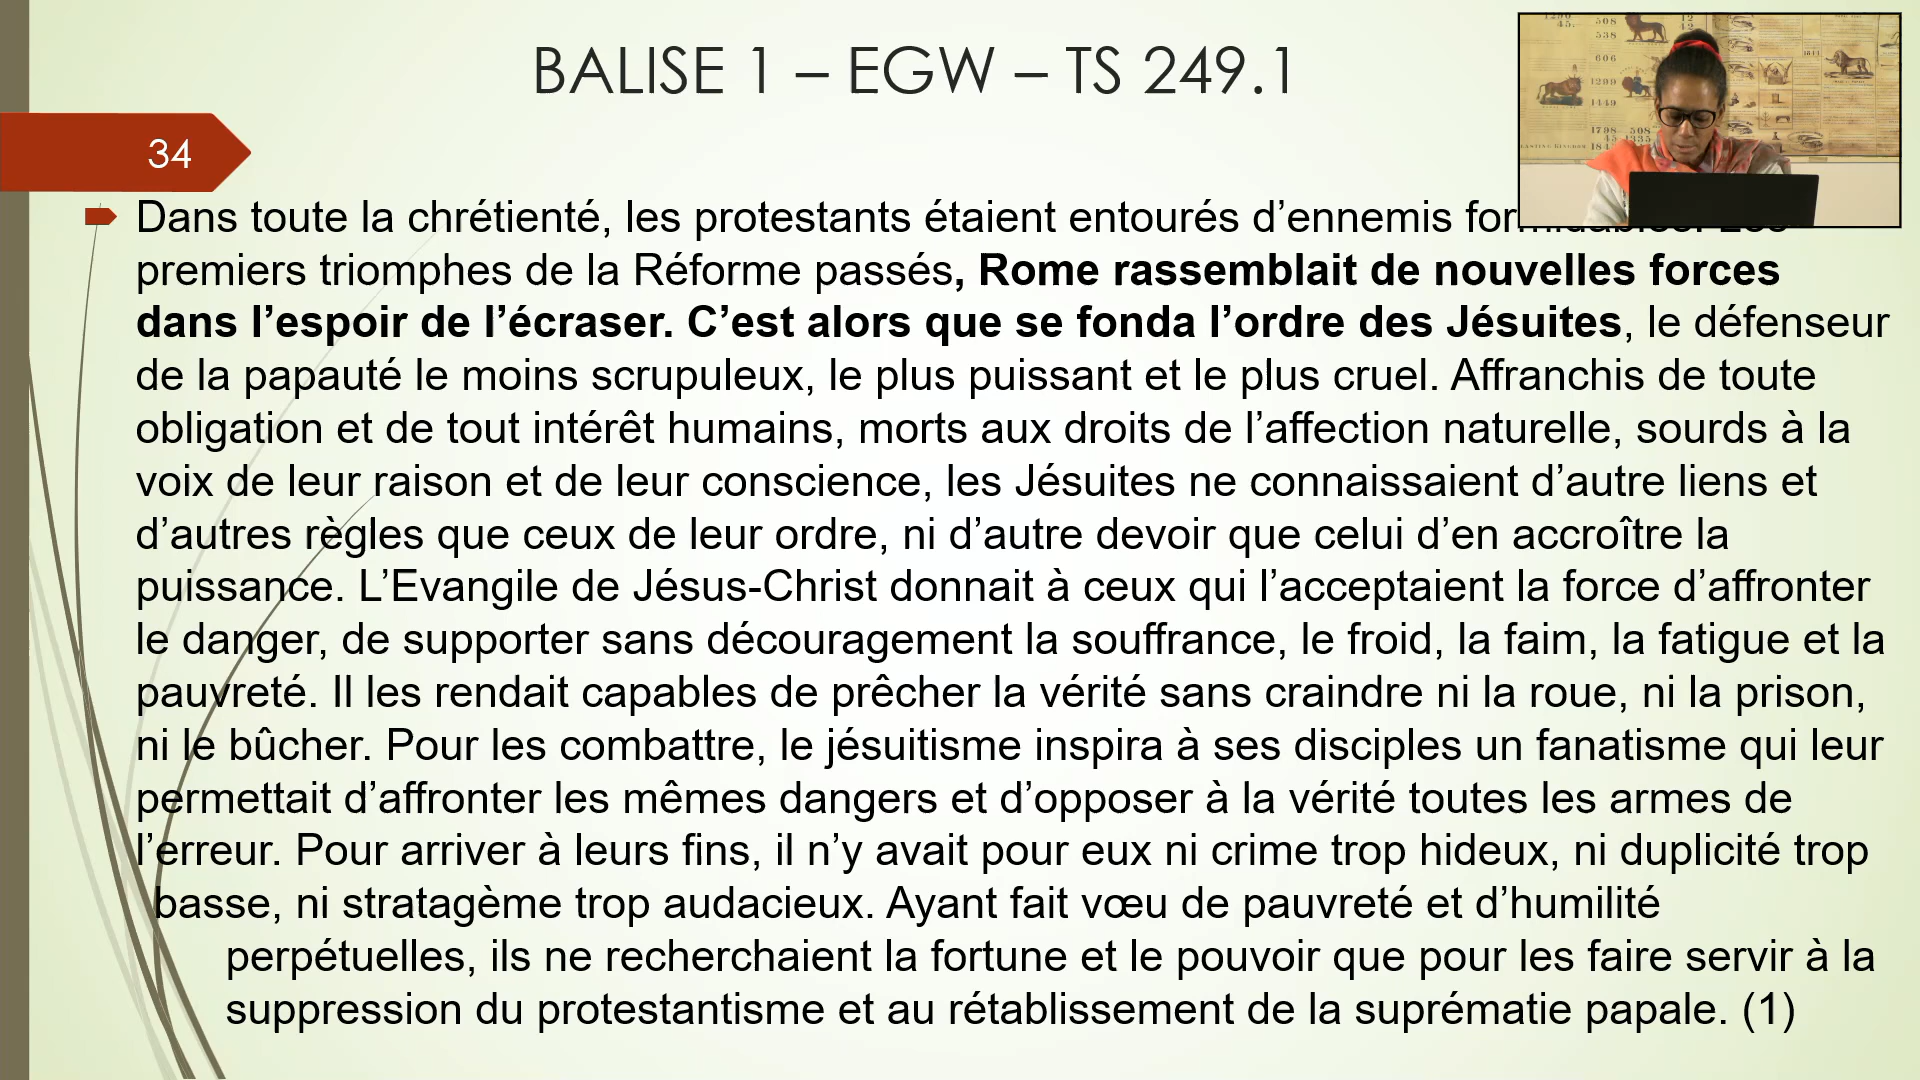 BALISE 1 – EGW – TS 249.1
34
Dans toute la chrétienté, les protestants étaient entourés d’ennemis
premiers triomphes de la Réforme passés, Rome rassemblait de nouvelles forces
dans l’espoir de l’écraser. C’est alors que se fonda l’ordre des Jésuites, le défenseur
de la papauté le moins scrupuleux, le plus puissant et le plus cruel. Affranchis de toute
obligation et de tout intérêt humains, morts aux droits de l’affection naturelle, sourds à la
voix de leur raison et de leur conscience, les Jésuites ne connaissaient d’autre liens et
d’autres règles que ceux de leur ordre, ni d’autre devoir que celui d’en accroître la
puissance. L’Evangile de Jésus-Christ donnait à ceux qui l’acceptaient la force d’affronter
le danger, de supporter sans découragement la souffrance, le froid, la faim, la fatigue et la
pauvreté. Il les rendait capables de prêcher la vérité sans craindre ni la roue, ni la prison,
ni le bûcher. Pour les combattre, le jésuitisme inspira à ses disciples un fanatisme qui leur
permettait d’affronter les mêmes dangers et d’opposer à la vérité toutes les armes de
l’erreur. Pour arriver à leurs fins, il n’y avait pour eux ni crime trop hideux, ni duplicité trop
basse, ni stratagème trop audacieux. Ayant fait vœu de pauvreté et d’humilité
perpétuelles, ils ne recherchaient la fortune et le pouvoir que pour les faire servir à la
suppression du protestantisme et au rétablissement de la suprématie papale. (1)
508
538
606
1299
1449
1798 508
45 1335